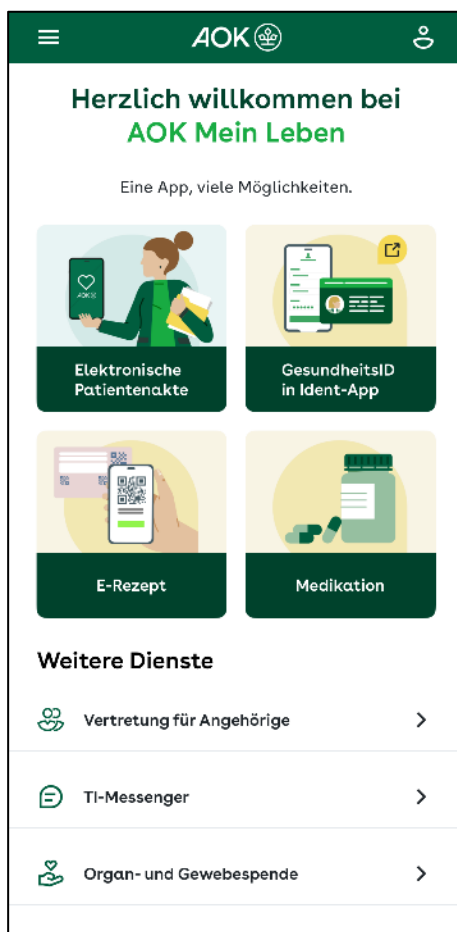 AOK
Herzlich willkommen bei
AOK Mein Leben
Eine App, viele Möglichkeiten.
AOK
Elektronische
Patientenakte
GesundheitsID
in Ident-App
E-Rezept
Medikation
Weitere Dienste
Vertretung für Angehörige
TI-Messenger
Organ- und Gewebespende